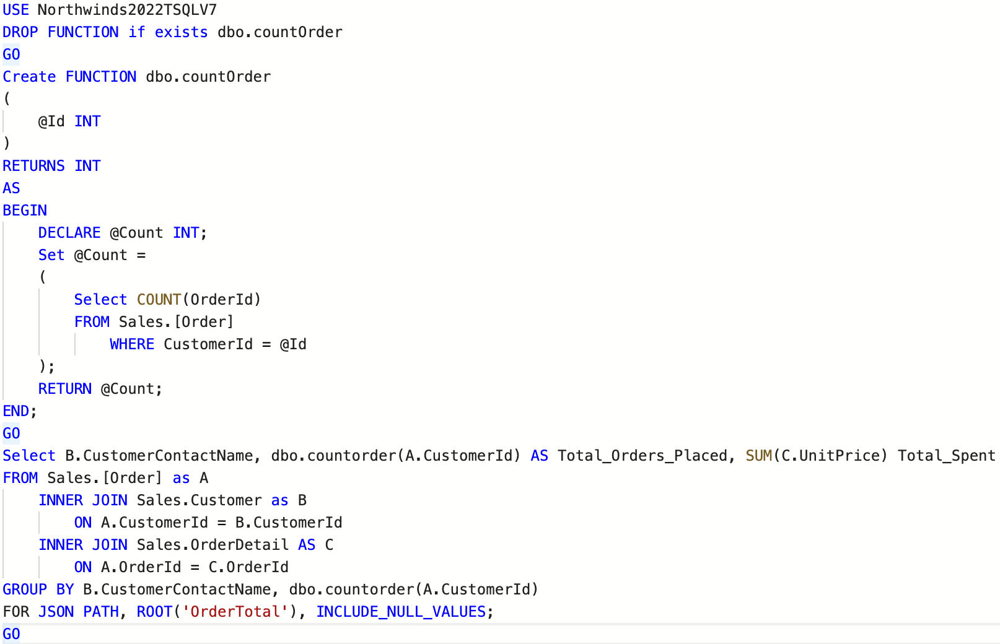 USE Northwinds2022TSQLV7
DROP FUNCTION if exists dbo.countOrder
GO
Create FUNCTION dbo.countOrder
(
    @Id INT
)
RETURNS INT
AS
BEGIN
    DECLARE @Count INT;
    Set @Count =
    (
        Select COUNT(OrderId)
        FROM Sales.[Order]
            WHERE CustomerId = @Id
    );
    RETURN @Count;
END;
GO
Select B.CustomerContactName, dbo.countorder(A.CustomerId) AS Total_Orders_Placed, SUM(C.UnitPrice) Total_Spent
FROM Sales.[Order] as A
    INNER JOIN Sales.Customer as B
        ON A.CustomerId = B.CustomerId
    INNER JOIN Sales.OrderDetail AS C
        ON A.OrderId = C.OrderId
GROUP BY B.CustomerContactName, dbo.countorder(A.CustomerId)
FOR JSON PATH, ROOT('OrderTotal'), INCLUDE_NULL_VALUES;
GO